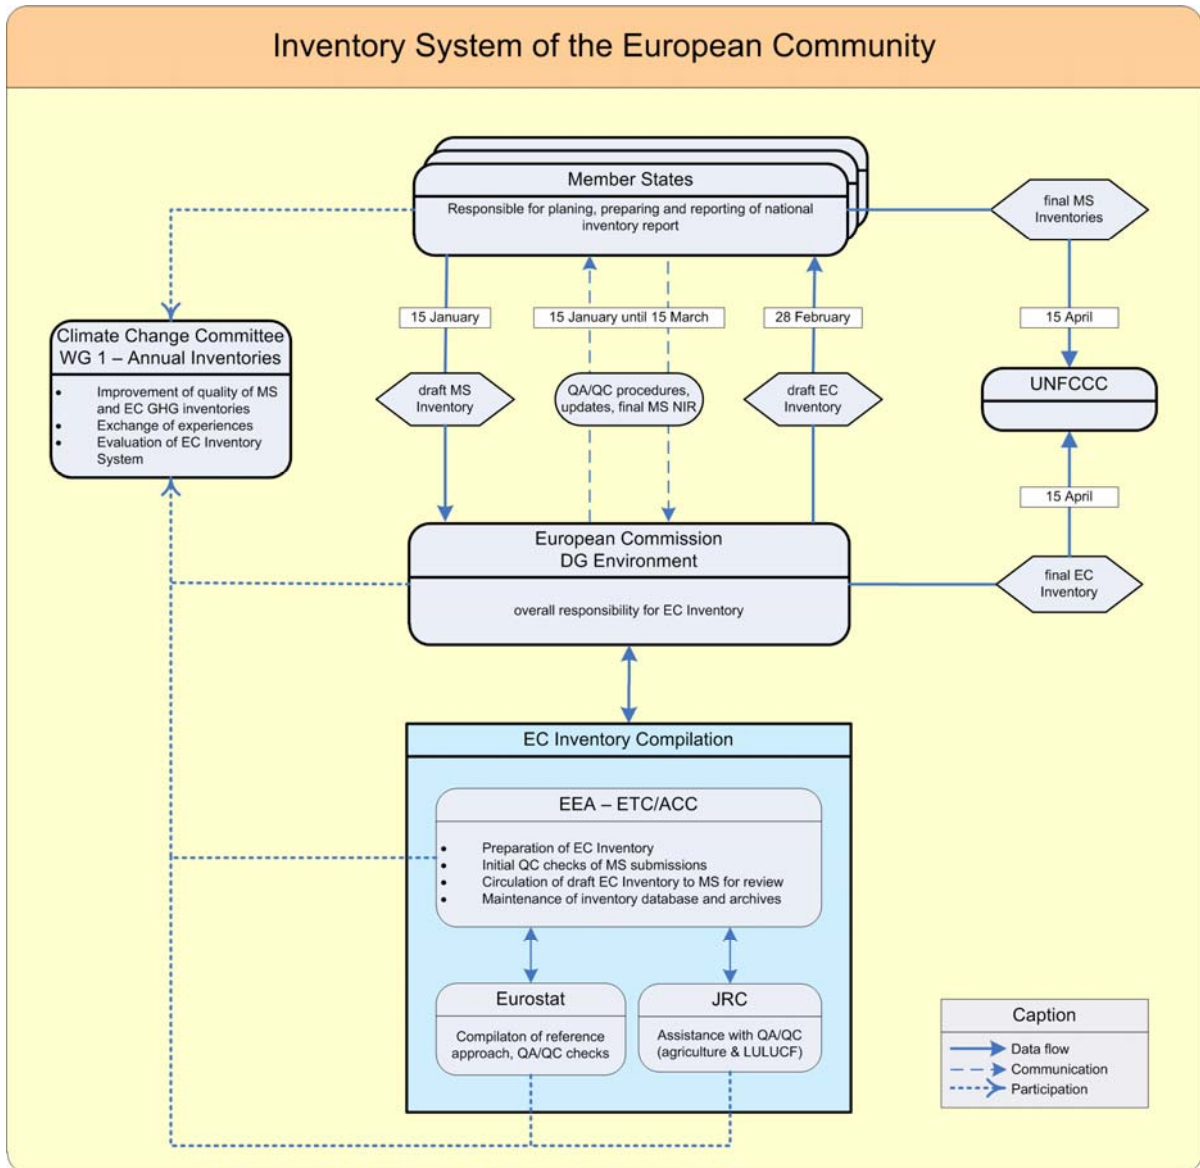 Inventory System of the European Community
Member States
Responsible for planing, preparing and reporting of national
inventory report
final MS
Inventories
15 January
15 January until 15 March
28 February
15 April
Climate Change Committee
WG 1 – Annual Inventories
• Improvement of quality of MS
and EC GHG inventories
• Exchange of experiences
• Evaluation of EC Inventory
System
draft MS
Inventory
QA/QC procedures,
updates, final MS NIR
draft EC
Inventory
UNFCCC
15 April
European Commission
DG Environment
overall responsibility for EC Inventory
final EC
Inventory
EC Inventory Compilation
EEA – ETC/ACC
• Preparation of EC Inventory
• Initial QC checks of MS submissions
• Circulation of draft EC Inventory to MS for review
• Maintenance of inventory database and archives
Eurostat
Compilaton of reference
approach, QA/QC checks
JRC
Assistance with QA/QC
(agriculture & LULUCF)
Caption
Data flow
Communication
Participation